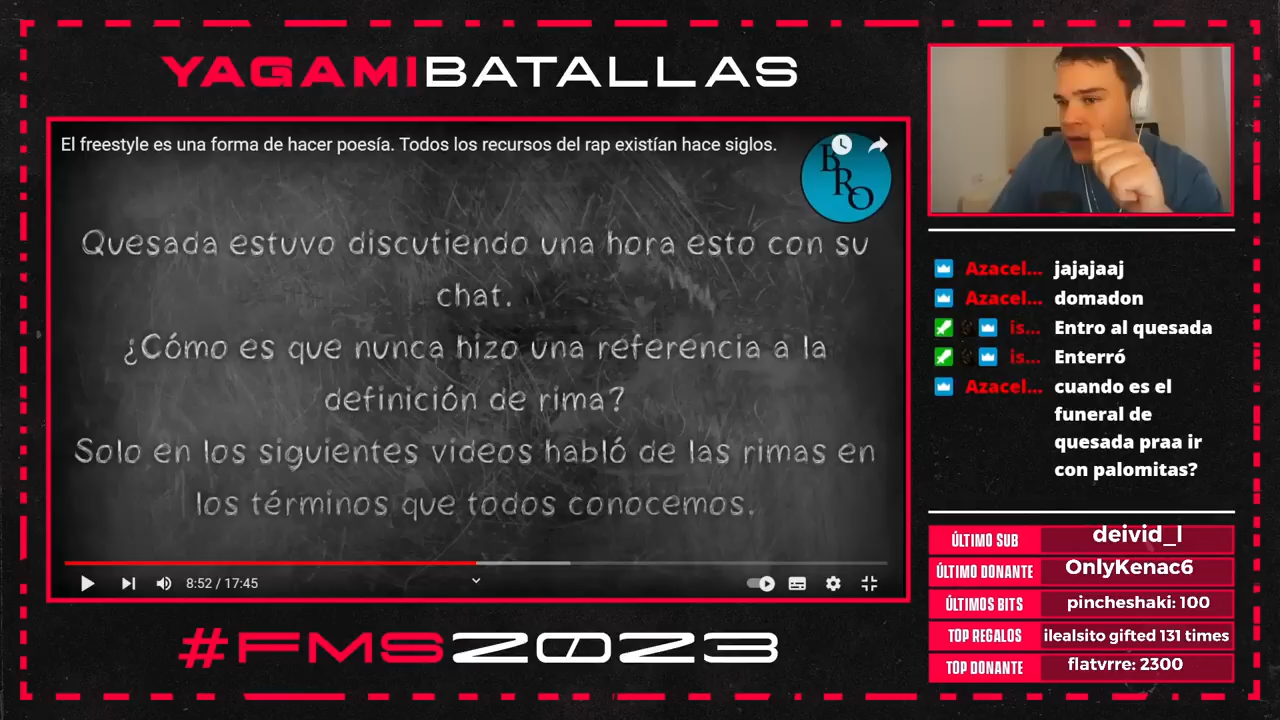 YAGAMIBATALLAS
El freestyle es una forma de hacer poesía. Todos los recursos del rap existían hace siglos.
BRO
Quesada estuvo discutiendo una hora esto con su
chat.
¿Cómo es que nunca hizo una referencia a la
definición de rima?
Solo en los siguientes videos habló de las rimas en
los términos que todos conocemos.
8:52 / 17:45
#FMS2023
Azacel... jajajaaj
Azacel... domadon
is... Entro al quesada
is... Enterró
Azacel... cuando es el
funeral de
quesada praa ir
con palomitas?
ÚLTIMO SUB deivid_l
ÚLTIMO DONANTE OnlyKenac6
ÚLTIMOS BITS pincheshaki: 100
TOP REGALOS ilealsito gifted 131 times
TOP DONANTE flatvrre: 2300